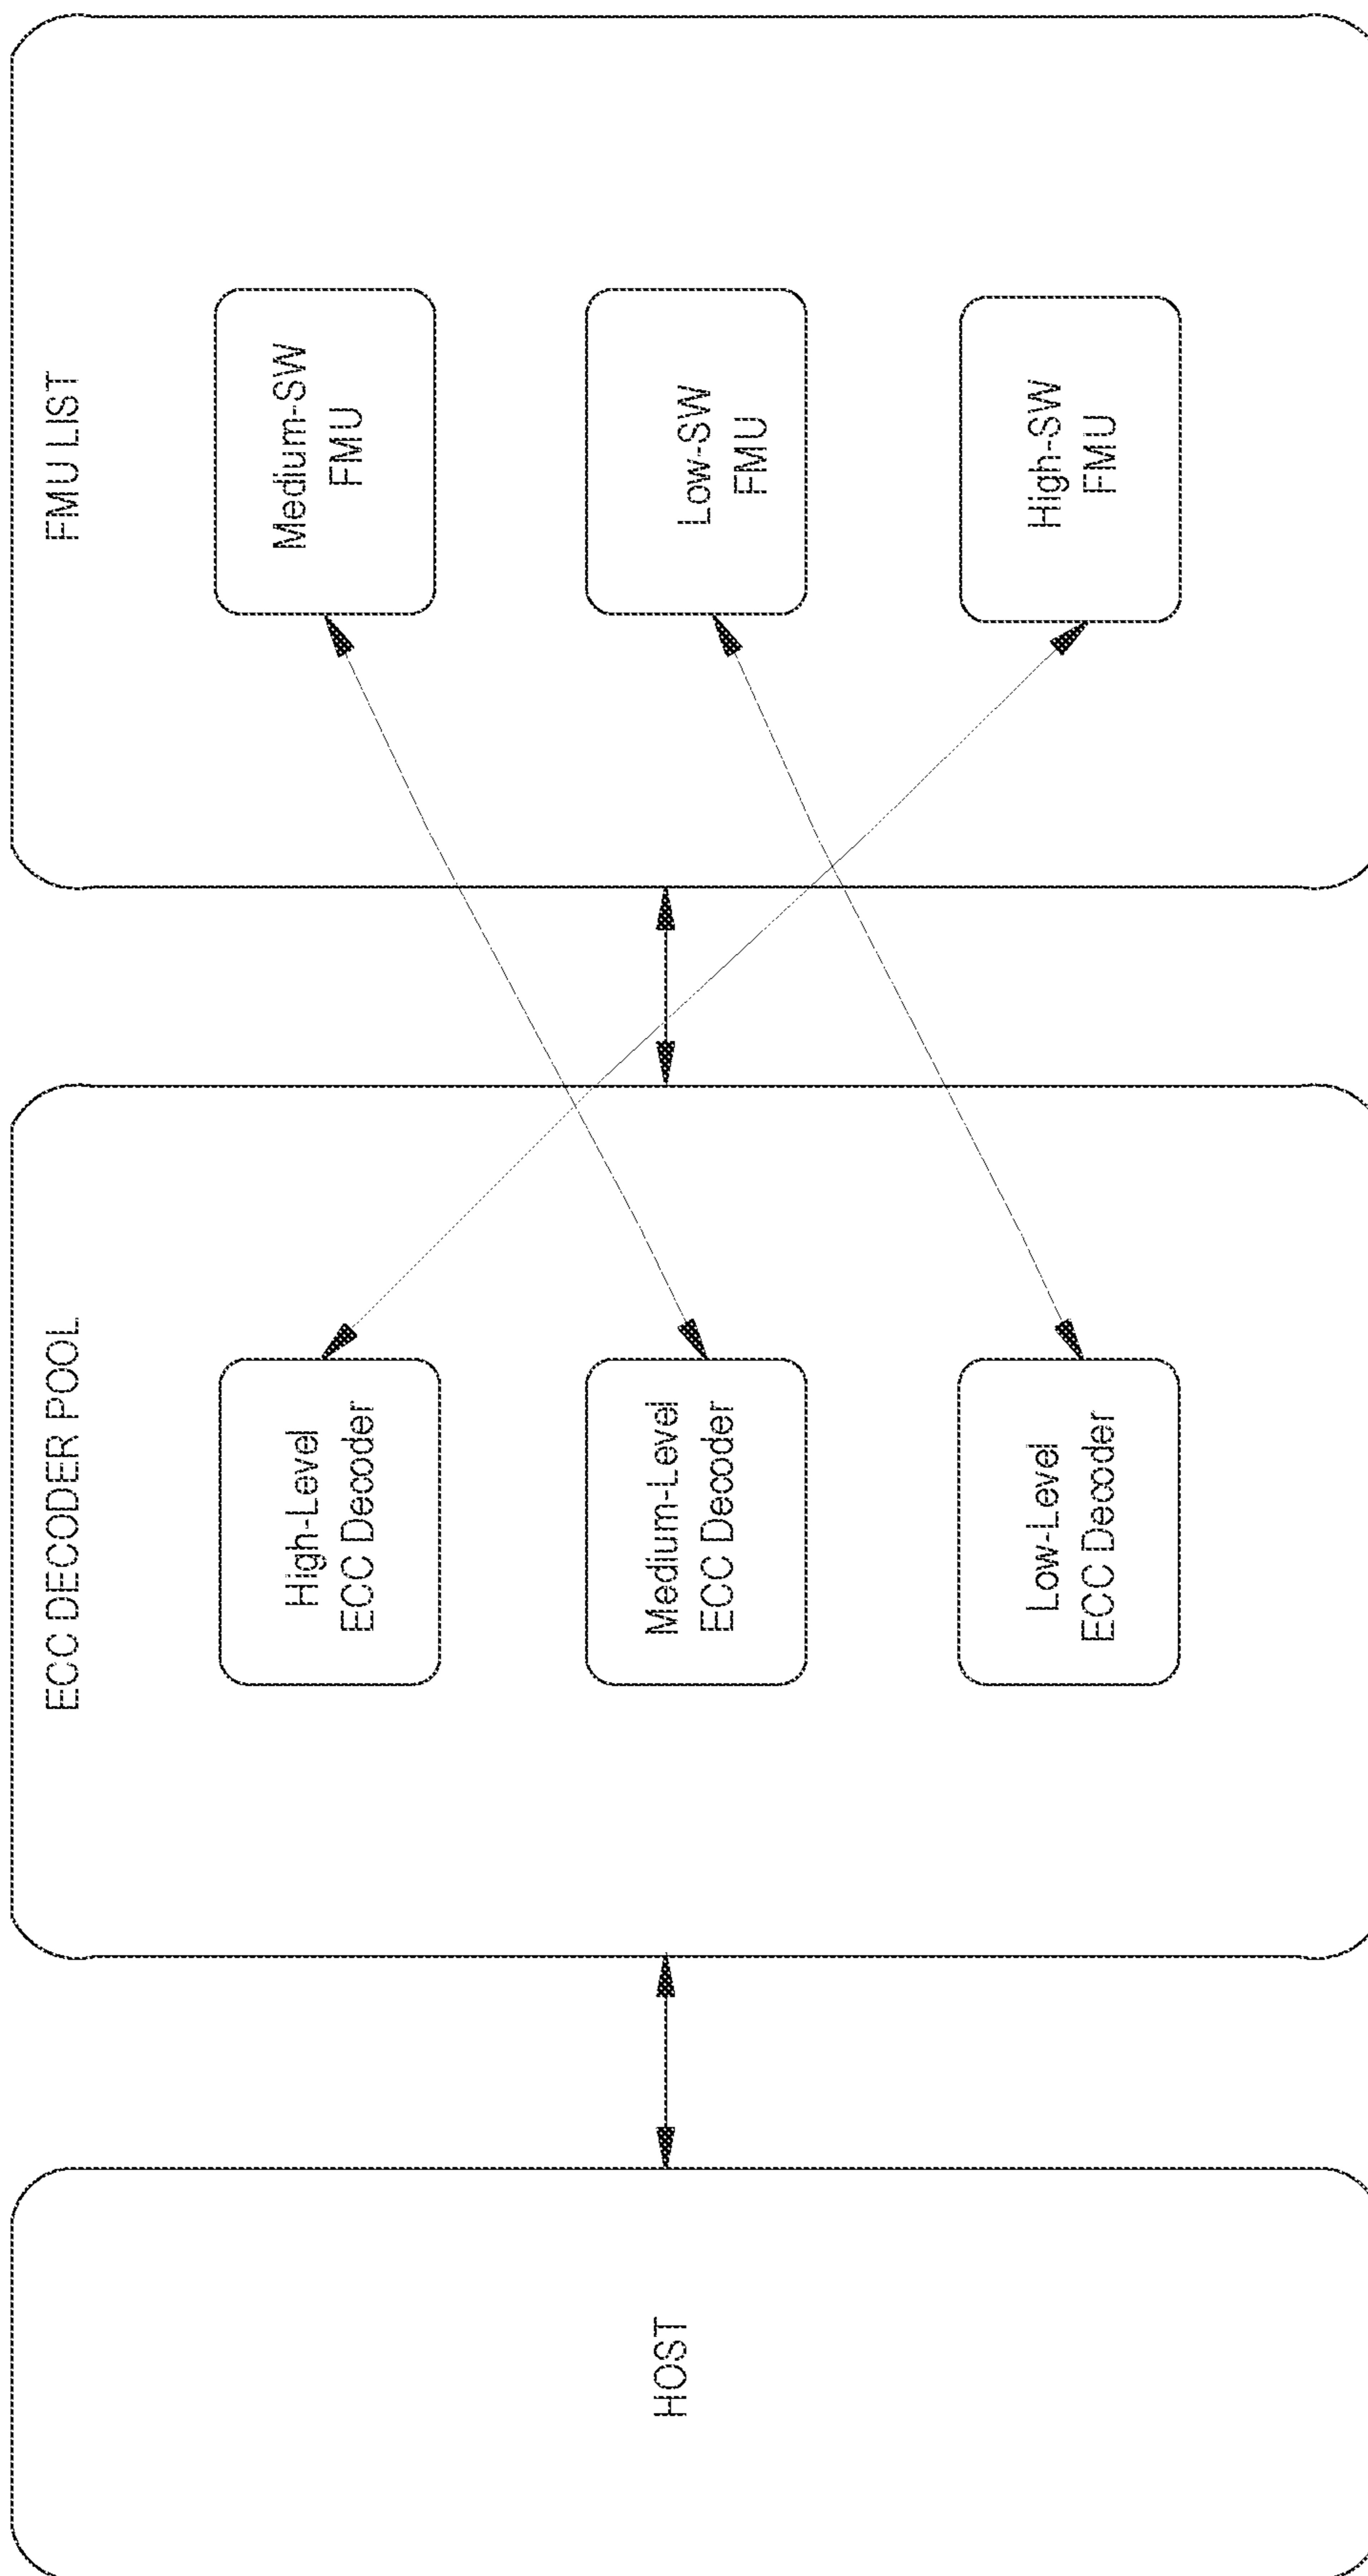 HOST
ECC DECODER POOL
High-Level
ECC Decoder
Medium-Level
ECC Decoder
Low-Level
ECC Decoder
FMU LIST
Medium-SW
FMU
Low-SW
FMU
High-SW
FMU